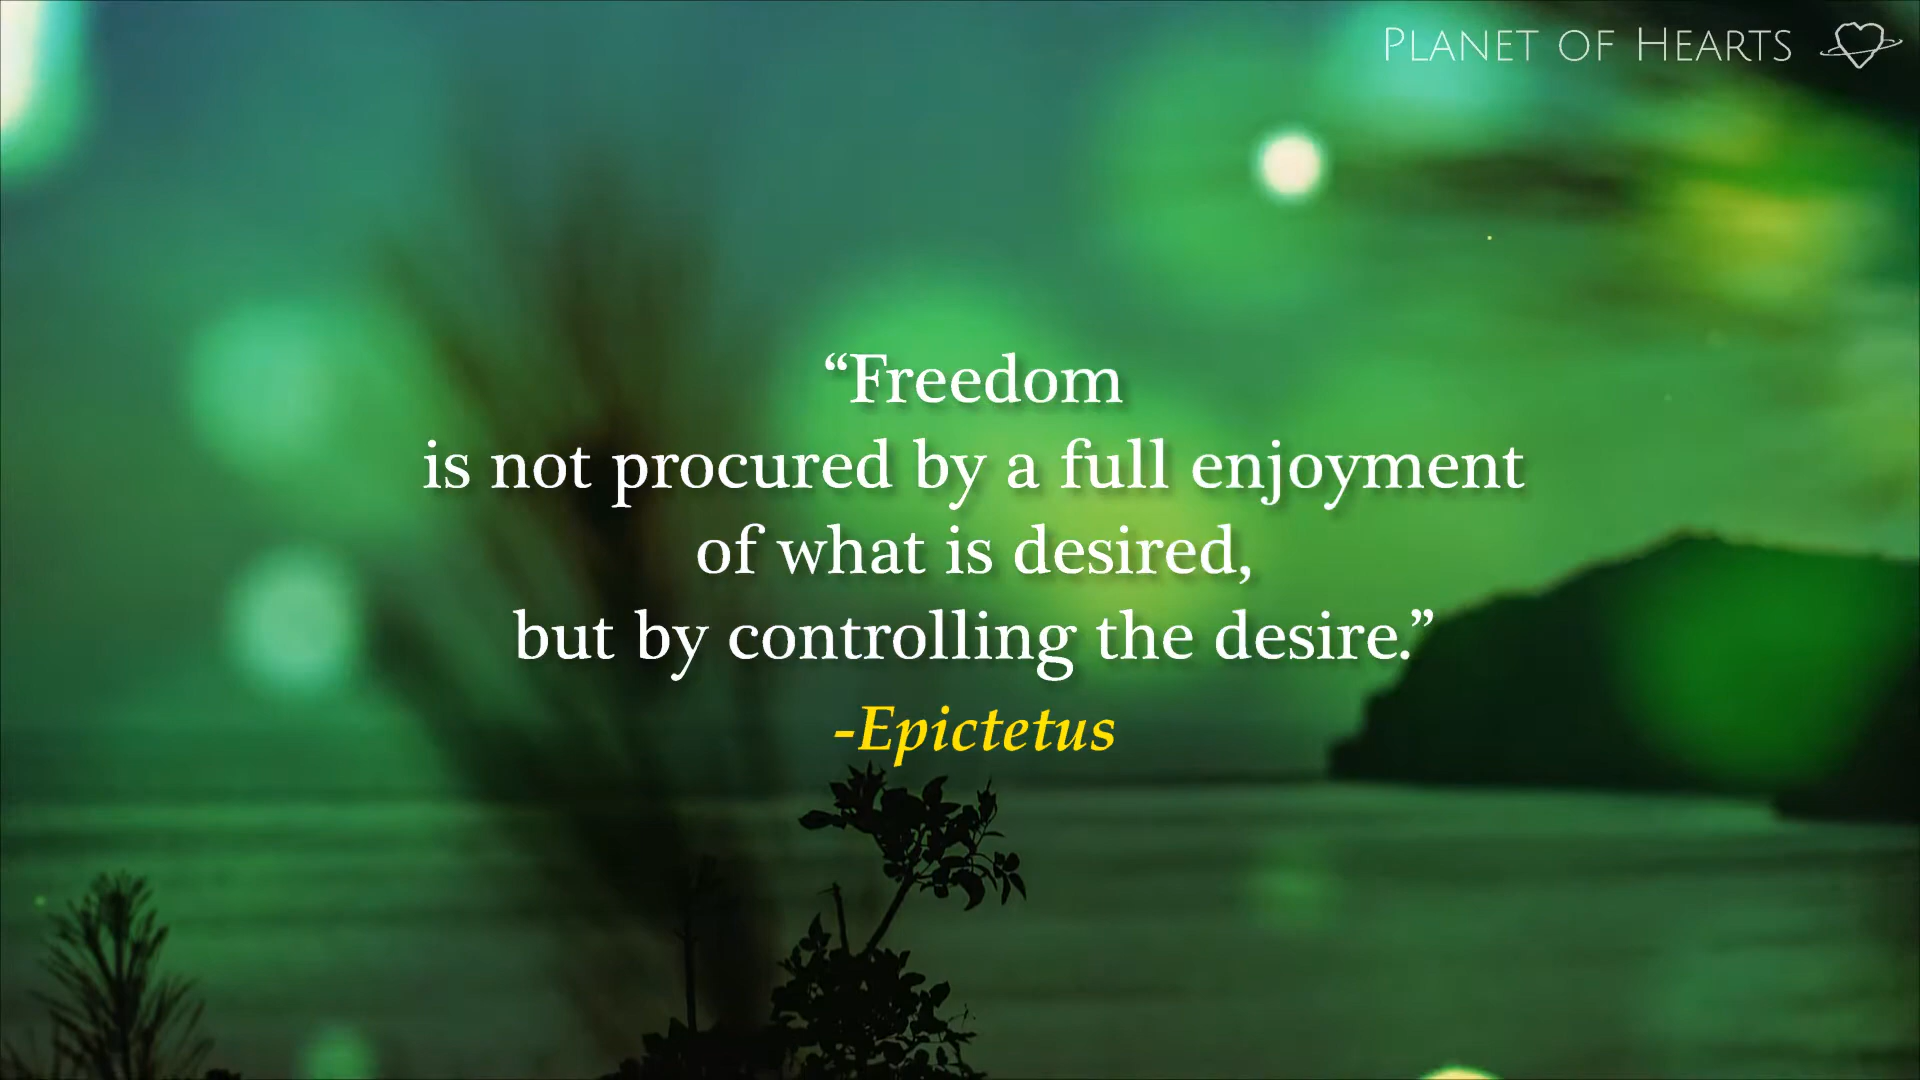 PLANET OF HEARTS
“Freedom
is not procured by a full enjoyment
of what is desired,
but by controlling the desire.”
-Epictetus